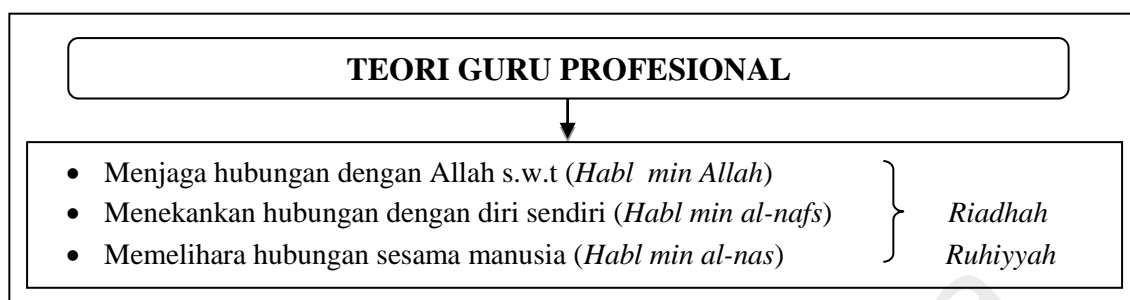 TEORI GURU PROFESIONAL
• Menjaga hubungan dengan Allah s.w.t (Habl min Allah)
• Menekankan hubungan dengan diri sendiri (Habl min al-nafs) Riadhah
• Memelihara hubungan sesama manusia (Habl min al-nas) Ruhiyyah